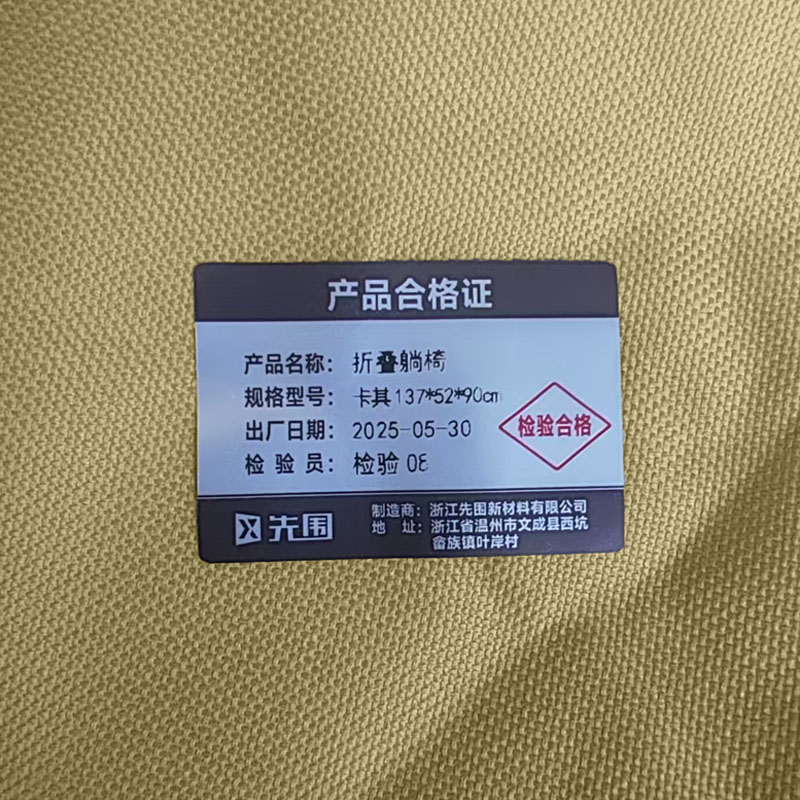 产品合格证
产品名称：折叠躺椅
规格型号：卡其137*52*90cm
出厂日期：2025-05-30
检 验 员：检验 08
检验合格
先围
制造商：浙江先围新材料有限公司
地 址：浙江省温州市文成县西坑
畲族镇叶岸村